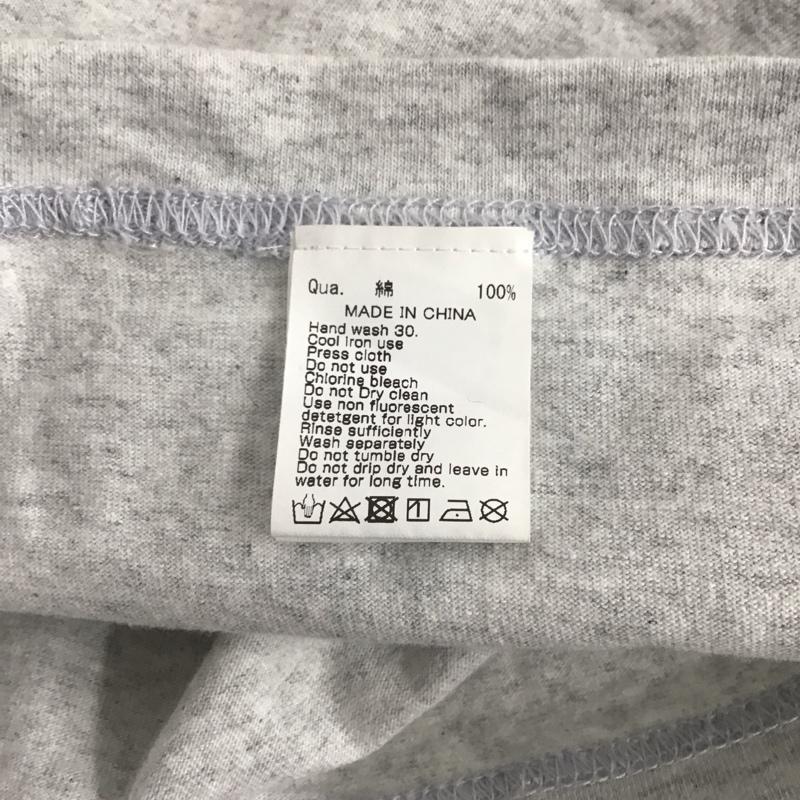 Qua. 綿 100%
MADE IN CHINA
Hand wash 30.
Cool iron use
Press cloth
Do not use
Chlorine bleach
Do not Dry clean
Use non fluorescent
detetgent for light color.
Rinse sufficiently
Wash separately
Do not tumble dry
Do not drip dry and leave in
water for long time.